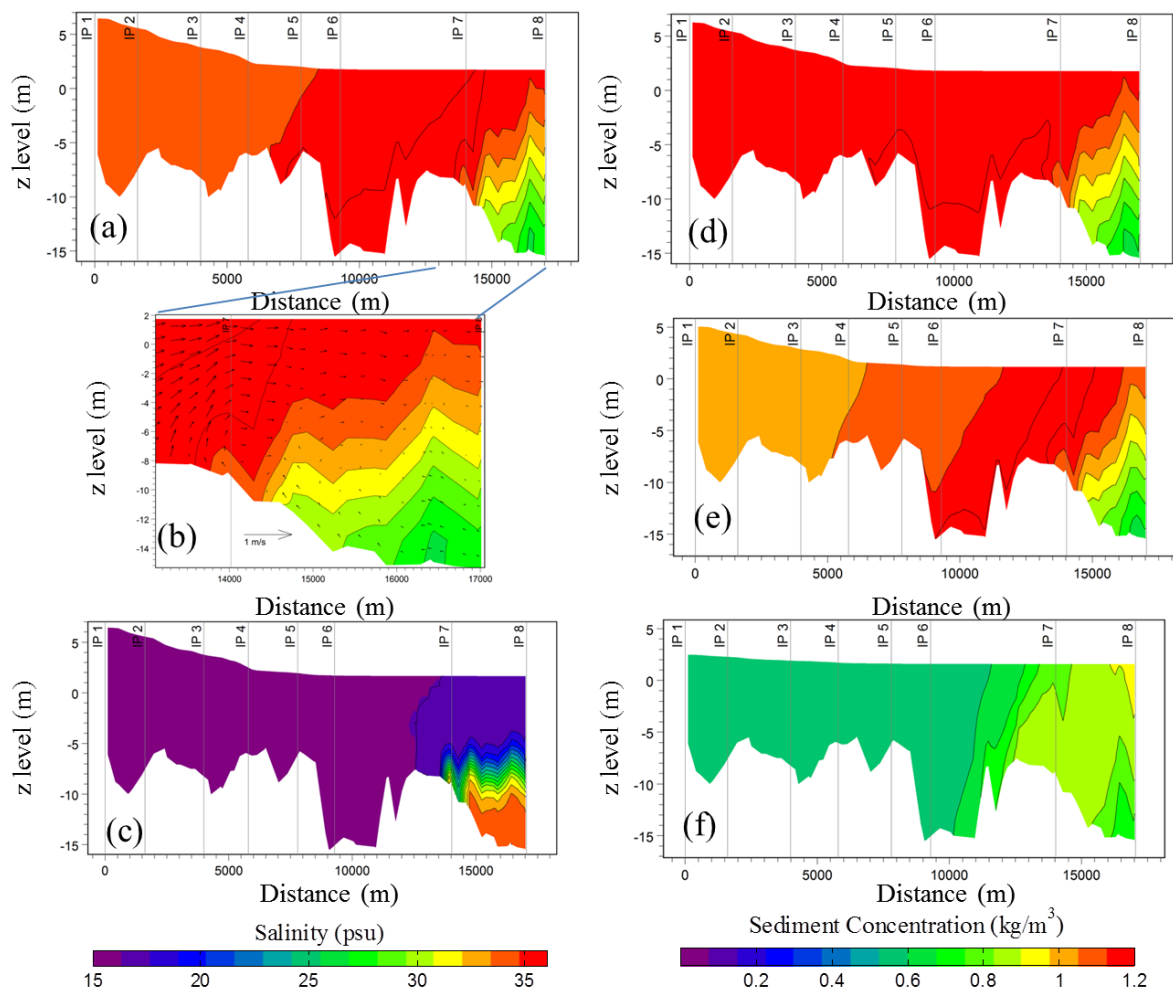 IP 1 IP 2 IP 3 IP 4 IP 5 IP 6 IP 7 IP 8
z level (m)
5
0
-5
-10
-15
(a)
0 5000 10000 15000
Distance (m)
IP 1 IP 2 IP 3 IP 4 IP 5 IP 6 IP 7 IP 8
z level (m)
5
0
-5
-10
-15
(d)
0 5000 10000 15000
Distance (m)
IP 7
z level (m)
2
0
-2
-4
-6
-8
-10
-12
-14
(b)
1 m/s
14000 15000 16000 17000
Distance (m)
IP 1 IP 2 IP 3 IP 4 IP 5 IP 6 IP 7 IP 8
z level (m)
5
0
-5
-10
-15
(e)
0 5000 10000 15000
Distance (m)
IP 1 IP 2 IP 3 IP 4 IP 5 IP 6 IP 7 IP 8
z level (m)
5
0
-5
-10
-15
(c)
0 5000 10000 15000
Distance (m)
IP 1 IP 2 IP 3 IP 4 IP 5 IP 6 IP 7 IP 8
z level (m)
5
0
-5
-10
-15
(f)
0 5000 10000 15000
Distance (m)
Salinity (psu)
15 20 25 30 35
Sediment Concentration (kg/m³)
0.2 0.4 0.6 0.8 1 1.2